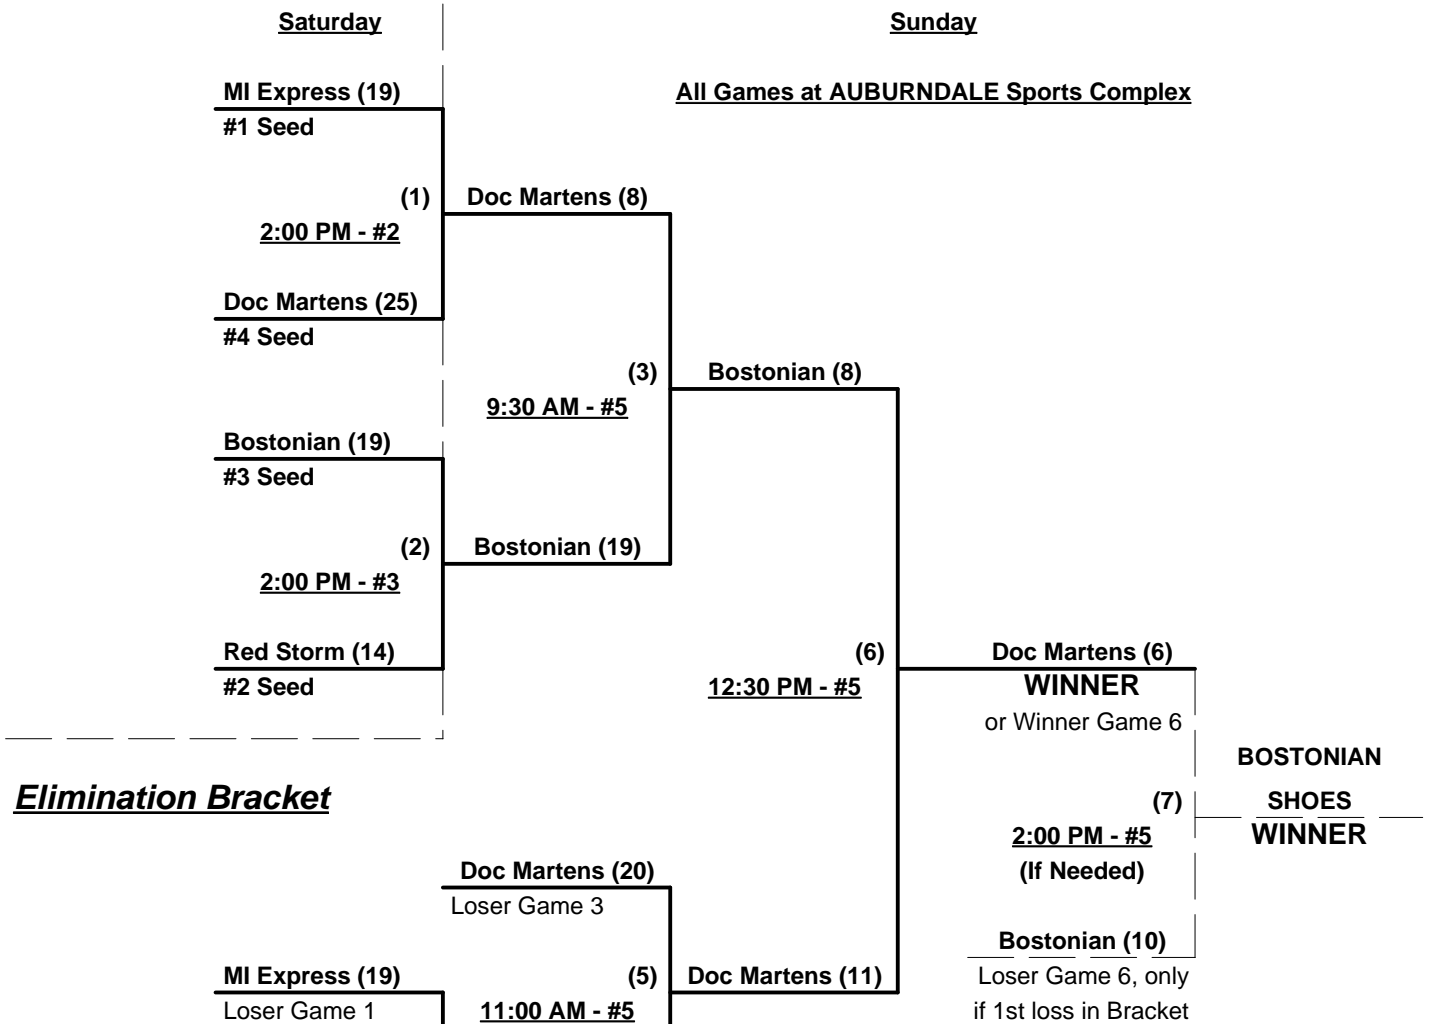 Saturday
Sunday
MI Express (19)
All Games at AUBURNDALE Sports Complex
#1 Seed
(1)
Doc Martens (8)
2:00 PM - #2
Doc Martens (25)
#4 Seed
(3)
Bostonian (8)
9:30 AM - #5
Bostonian (19)
#3 Seed
(2)
Bostonian (19)
2:00 PM - #3
Red Storm (14)
#2 Seed
(6)
Doc Martens (6)
12:30 PM - #5
WINNER
or Winner Game 6
BOSTONIAN
SHOES
WINNER
Elimination Bracket
(7)
2:00 PM - #5
(If Needed)
Doc Martens (20)
Loser Game 3
Bostonian (10)
Loser Game 6, only
if 1st loss in Bracket
MI Express (19)
Loser Game 1
(5)
Doc Martens (11)
11:00 AM - #5